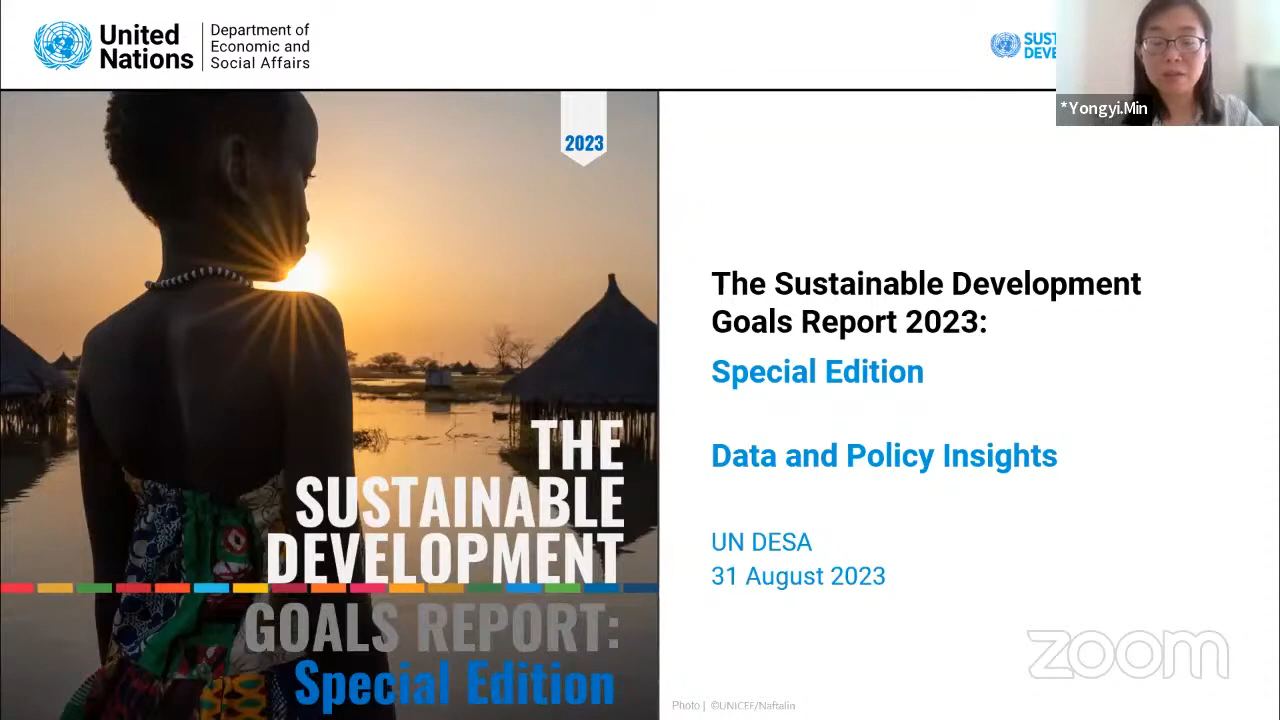 United
Nations
Department of
Economic and
Social Affairs
SUST
DEVE
*Yongyi.Min
2023
THE
SUSTAINABLE
DEVELOPMENT
GOALS REPORT:
Special Edition
The Sustainable Development
Goals Report 2023:
Special Edition
Data and Policy Insights
UN DESA
31 August 2023
zoom
Photo | ©UNICEF/Naftalin